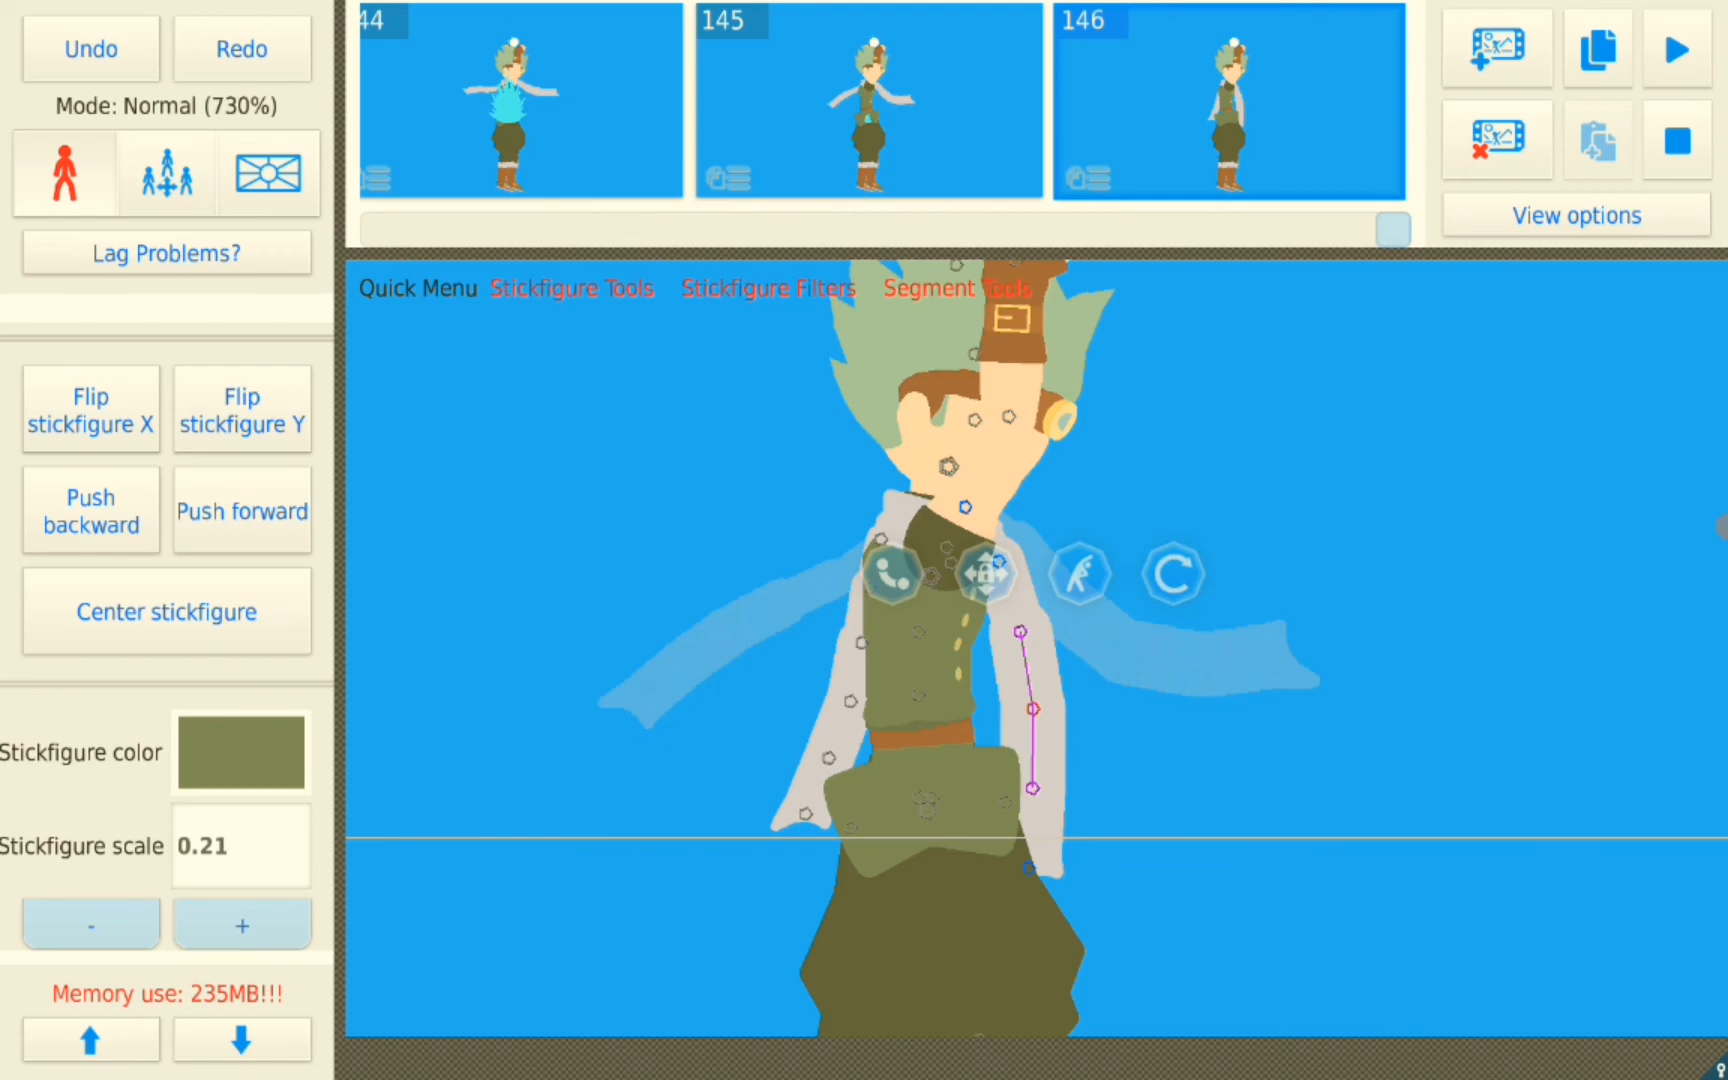 Undo
Redo
Mode: Normal (730%)
Lag Problems?
Flip stickfigure X
Flip stickfigure Y
Push backward
Push forward
Center stickfigure
Stickfigure color
Stickfigure scale
0.21
-
+
Memory use: 235MB!!!
44
145
146
View options
Quick Menu
Stickfigure Tools
Stickfigure Filters
Segment Tools